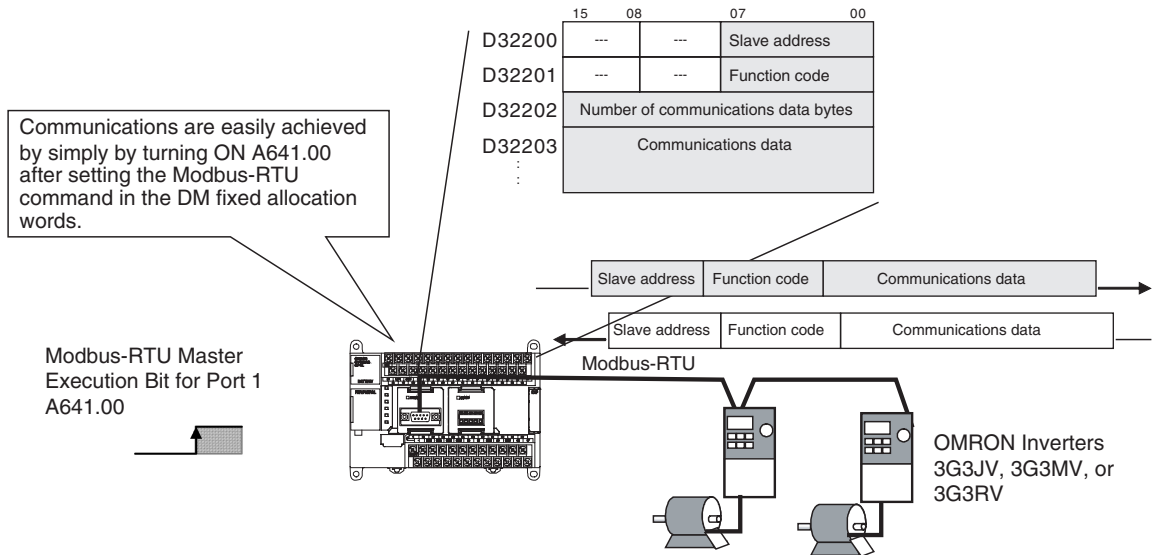 15 08 07 00
D32200 --- --- Slave address
D32201 --- --- Function code
D32202 Number of communications data bytes
D32203 Communications data
Communications are easily achieved
by simply by turning ON A641.00
after setting the Modbus-RTU
command in the DM fixed allocation
words.
Slave address Function code Communications data
Slave address Function code Communications data
Modbus-RTU
Modbus-RTU Master
Execution Bit for Port 1
A641.00
OMRON Inverters
3G3JV, 3G3MV, or
3G3RV